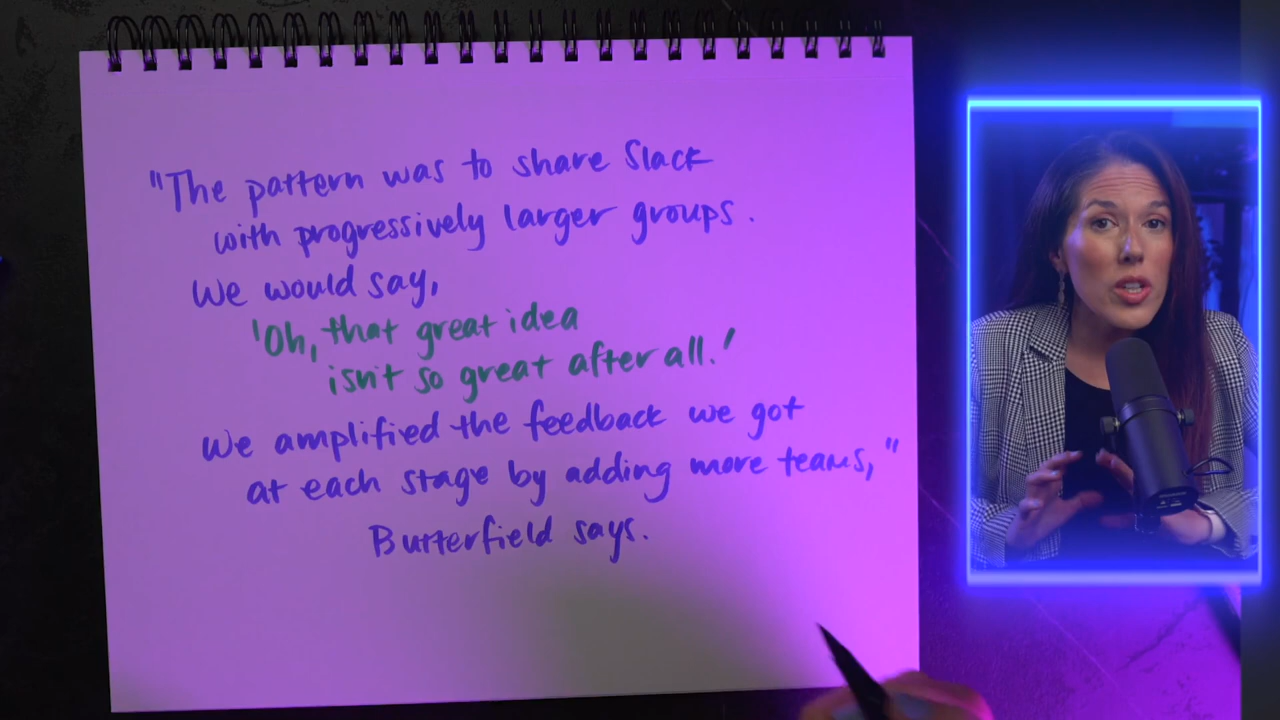 "The pattern was to share Slack
with progressively larger groups.
We would say,
'Oh, that great idea
isn't so great after all.'
We amplified the feedback we got
at each stage by adding more teams,"
Butterfield says.